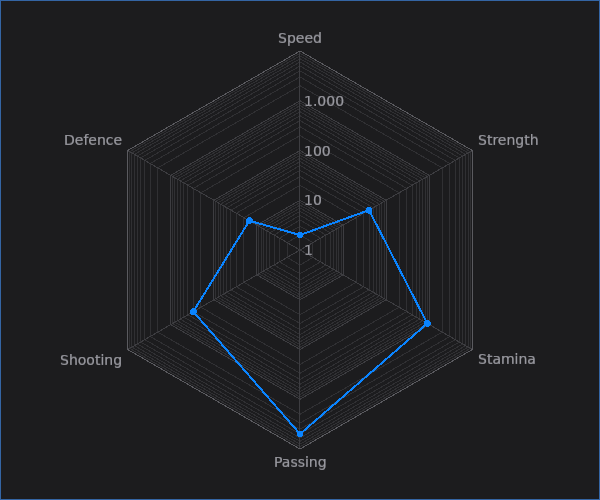 Speed
1.000
Defence
Strength
100
10
1
Shooting
Stamina
Passing